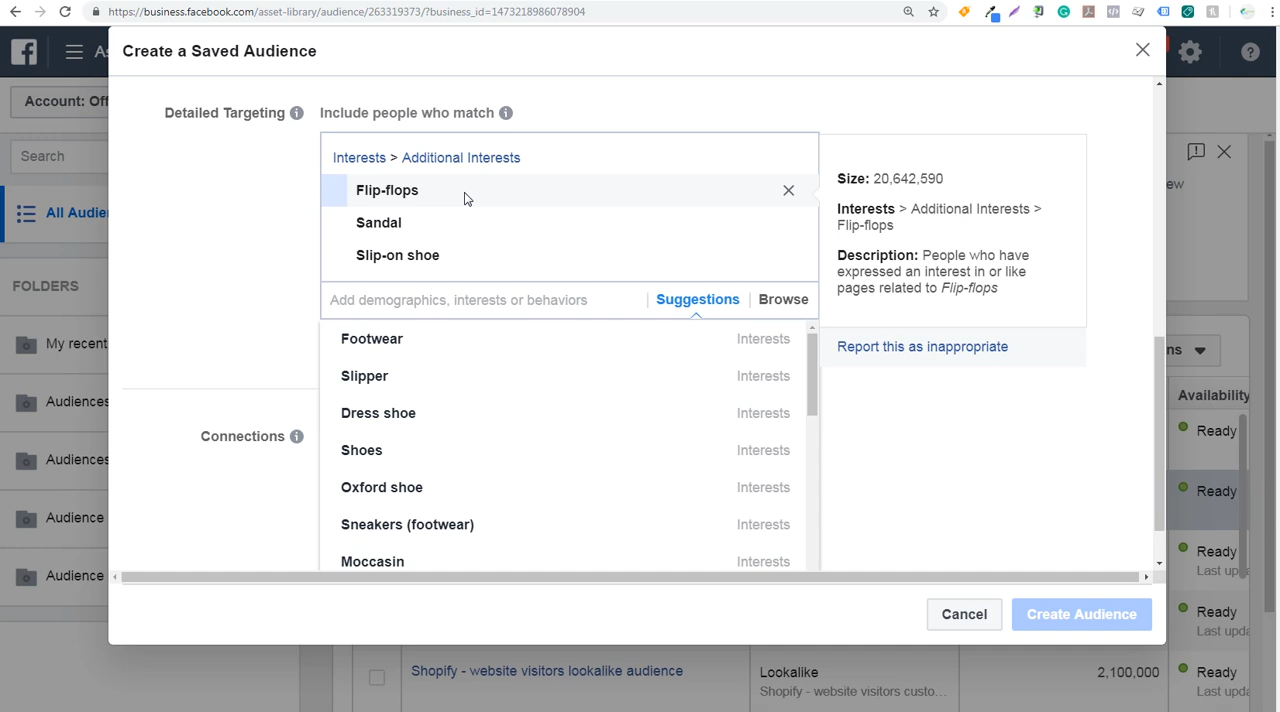 https://business.facebook.com/asset-library/audience/263319373/?business_id=1473218986078904
Create a Saved Audience
Account: Off
Search
All Audie
FOLDERS
My recent
Audiences
Audiences
Audience
Audience
Detailed Targeting
Include people who match
Interests > Additional Interests
Flip-flops
Sandal
Slip-on shoe
Add demographics, interests or behaviors
Suggestions
Browse
Footwear Interests
Slipper Interests
Dress shoe Interests
Shoes Interests
Oxford shoe Interests
Sneakers (footwear) Interests
Moccasin Interests
Size: 20,642,590
Interests > Additional Interests >
Flip-flops
Description: People who have
expressed an interest in or like
pages related to Flip-flops
Report this as inappropriate
Connections
Cancel
Create Audience
Availability
Ready
Ready
Ready
Last upda
Ready
Last upda
Shopify - website visitors lookalike audience
Lookalike
Shopify - website visitors custo...
2,100,000
Ready
Last upda